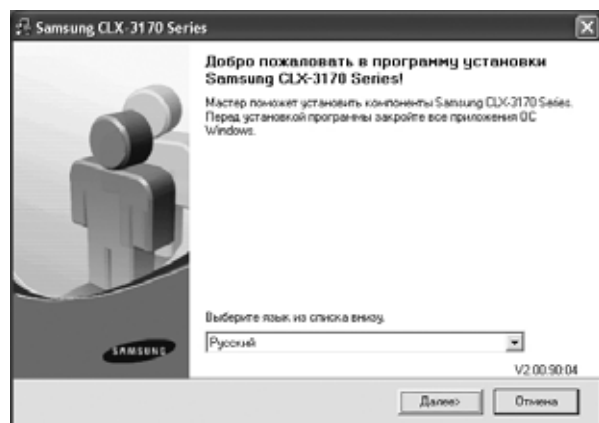 Samsung CLX-3170 Series
Добро пожаловать в программу установки
Samsung CLX-3170 Series!
Мастер поможет установить компоненты Samsung CLX-3170 Series.
Перед установкой программы закройте все приложения ОС
Windows.
Выберите язык из списка внизу.
Русский
SAMSUNG
V2.00.90:04
Далее>
Отмена